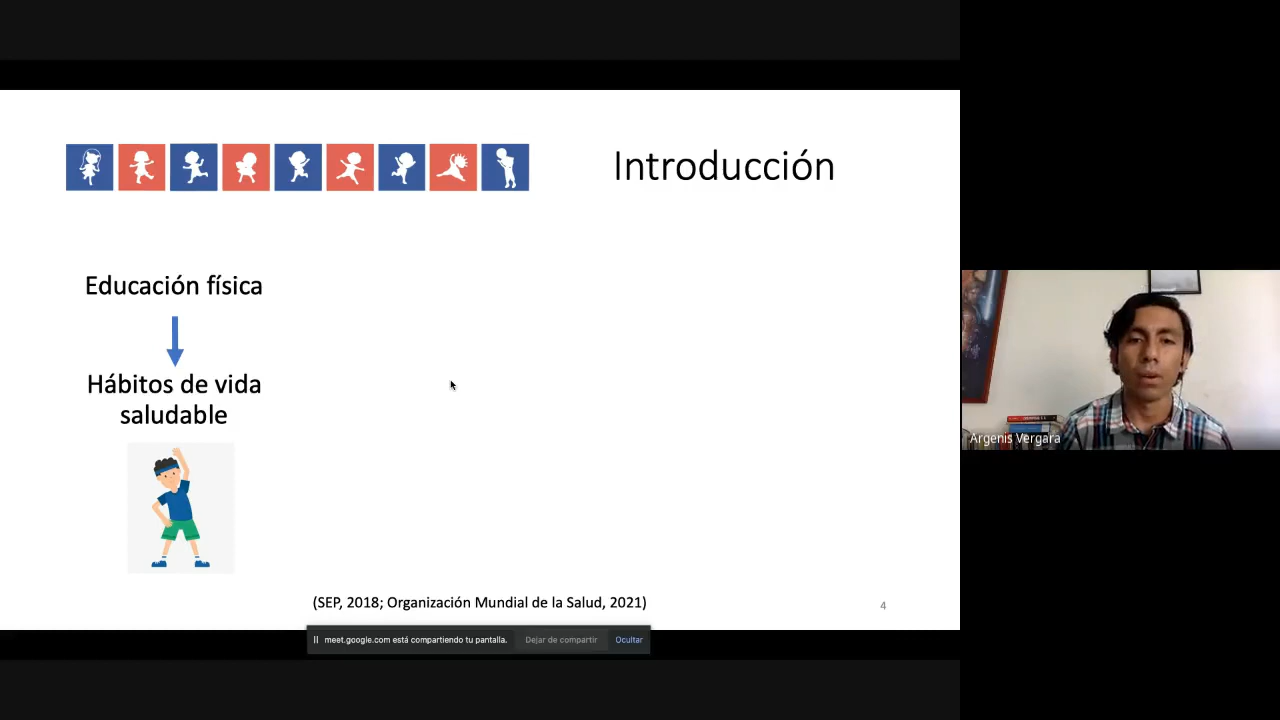 Introducción
Educación física
Hábitos de vida
saludable
(SEP, 2018; Organización Mundial de la Salud, 2021)
4
meet.google.com está compartiendo tu pantalla.
Dejar de compartir
Ocultar
Argenis Vergara